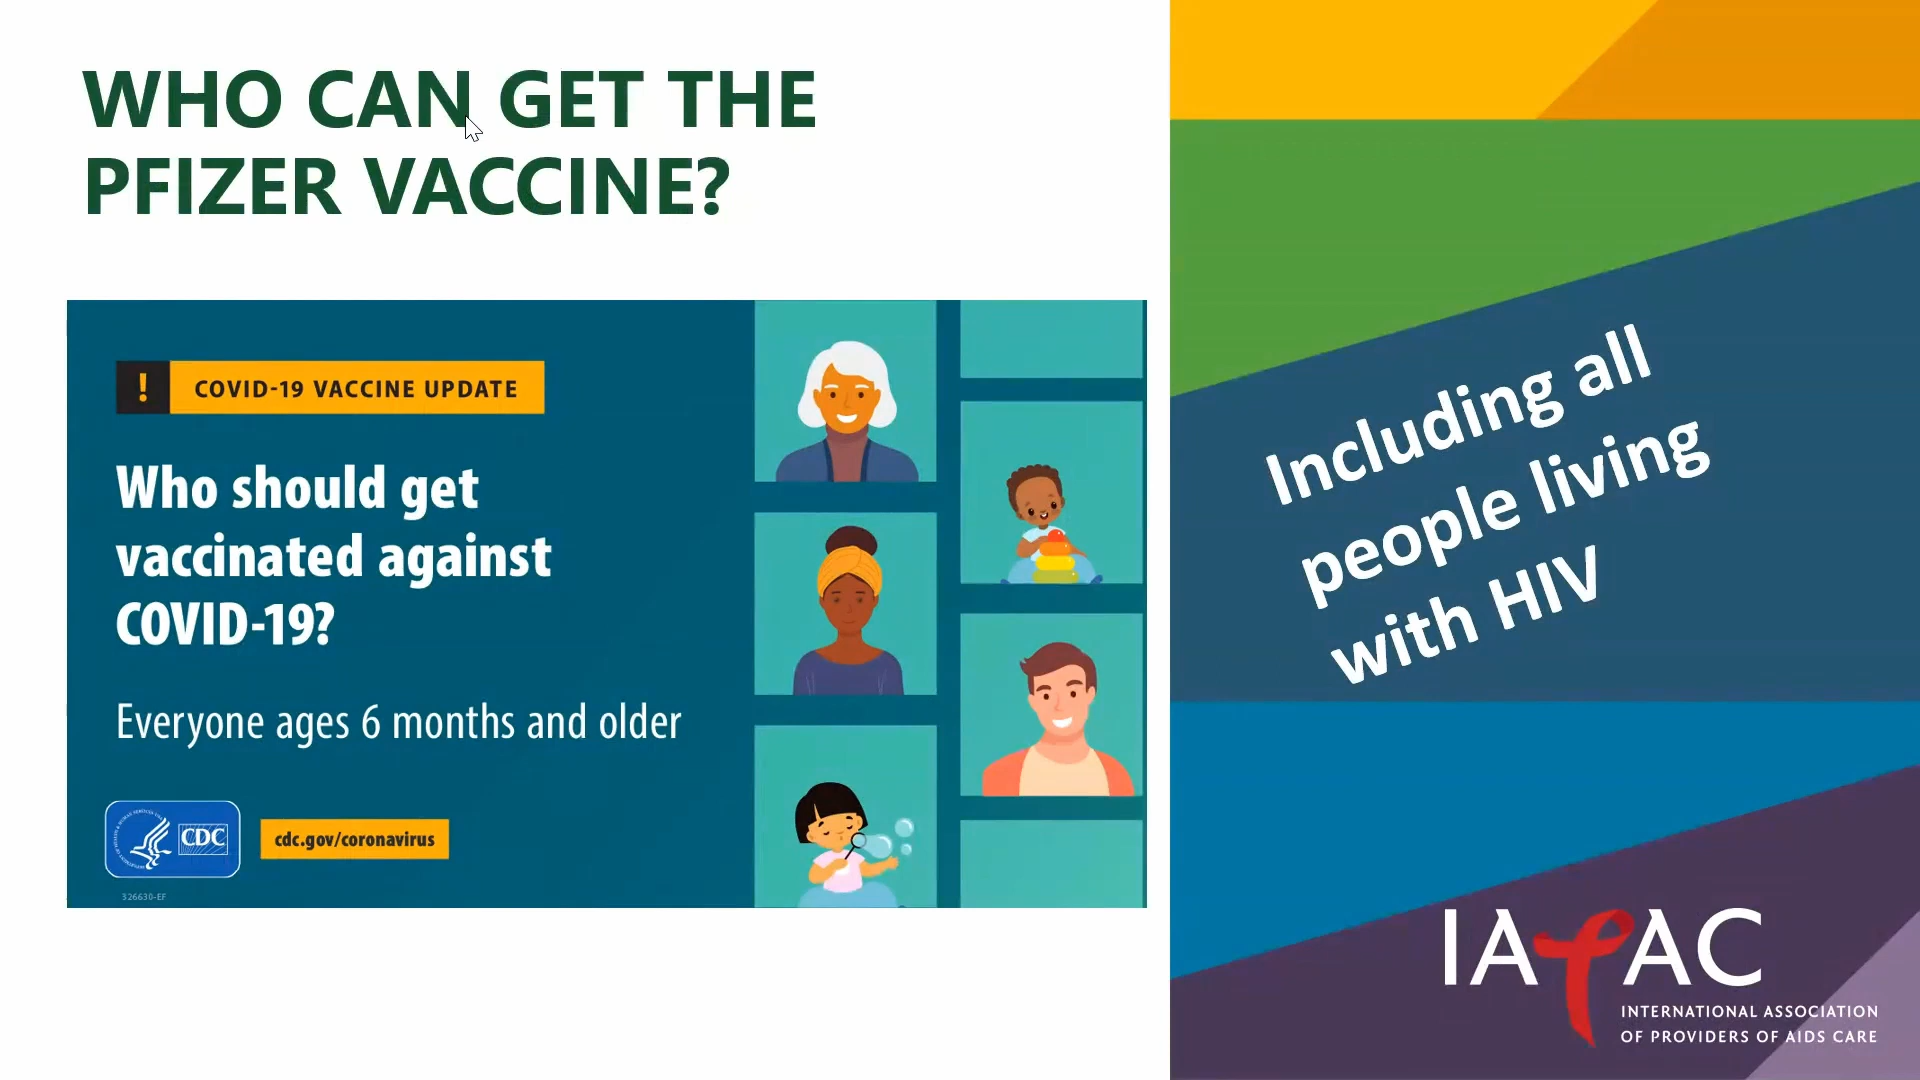 WHO CAN GET THE
PFIZER VACCINE?
! COVID-19 VACCINE UPDATE
Who should get
vaccinated against
COVID-19?
Everyone ages 6 months and older
CDC
cdc.gov/coronavirus
326630-EF
Including all
people living
with HIV
IAPAC
INTERNATIONAL ASSOCIATION
OF PROVIDERS OF AIDS CARE